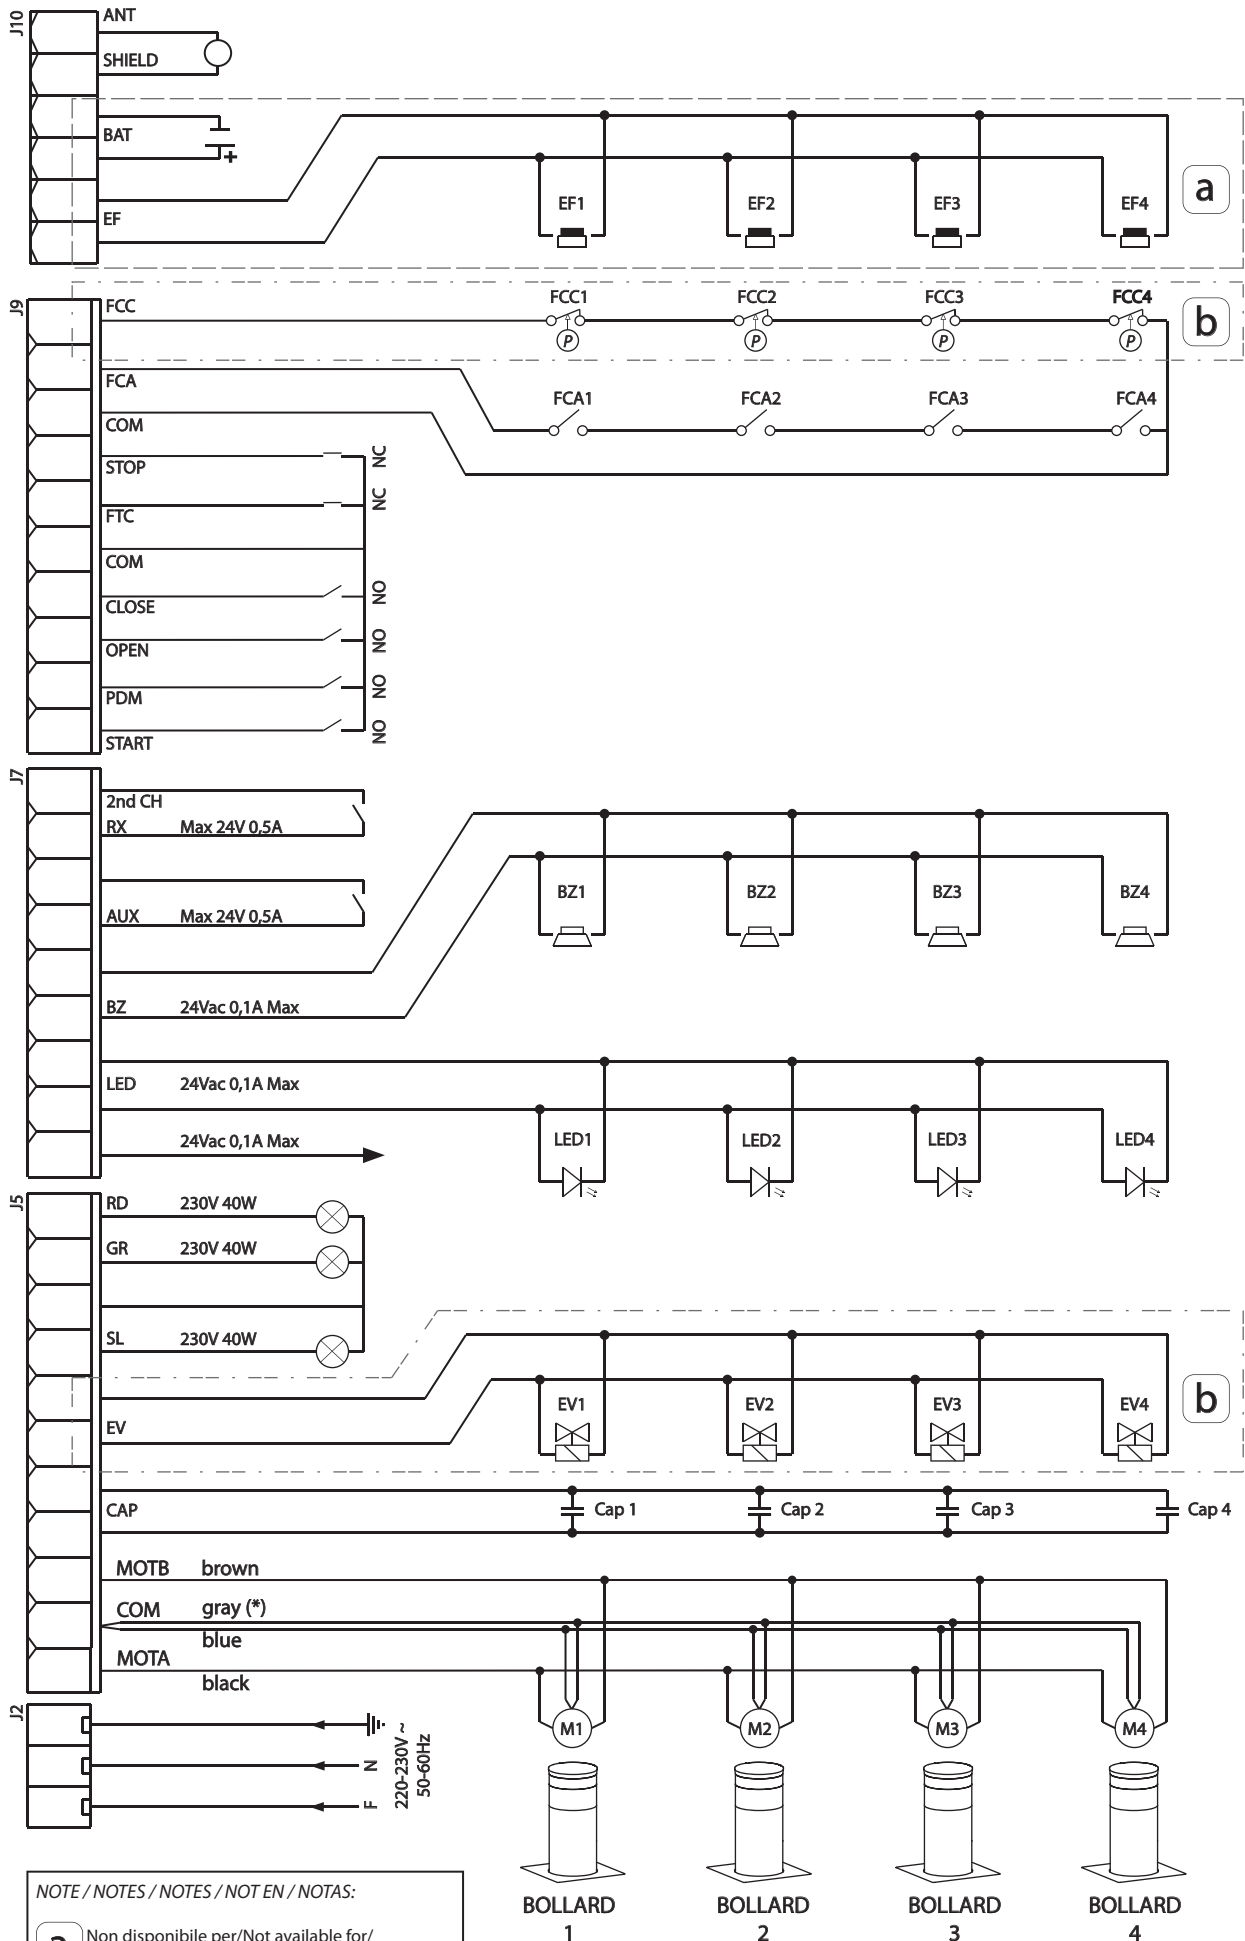 J10
ANT
SHIELD
BAT
+
EF
EF1 EF2 EF3 EF4
a
J9
FCC
FCC1 FCC2 FCC3 FCC4
P P P P
b
FCA
FCA1 FCA2 FCA3 FCA4
COM
STOP NC
FTC NC
COM
CLOSE NO
OPEN NO
PDM NO
START NO
J7
2nd CH
RX Max 24V 0,5A
AUX Max 24V 0,5A
BZ1 BZ2 BZ3 BZ4
BZ 24Vac 0,1A Max
LED 24Vac 0,1A Max
24Vac 0,1A Max
LED1 LED2 LED3 LED4
J5
RD 230V 40W
GR 230V 40W
SL 230V 40W
EV
EV1 EV2 EV3 EV4
b
CAP Cap 1 Cap 2 Cap 3 Cap 4
MOTB brown
COM gray (*)
blue
MOTA
black
J2
M1 M2 M3 M4
N
F
220-230V ~
50-60Hz
BOLLARD BOLLARD BOLLARD BOLLARD
1 2 3 4
NOTE / NOTES / NOTES / NOT EN / NOTAS:
a Non disponibile per/Not available for/